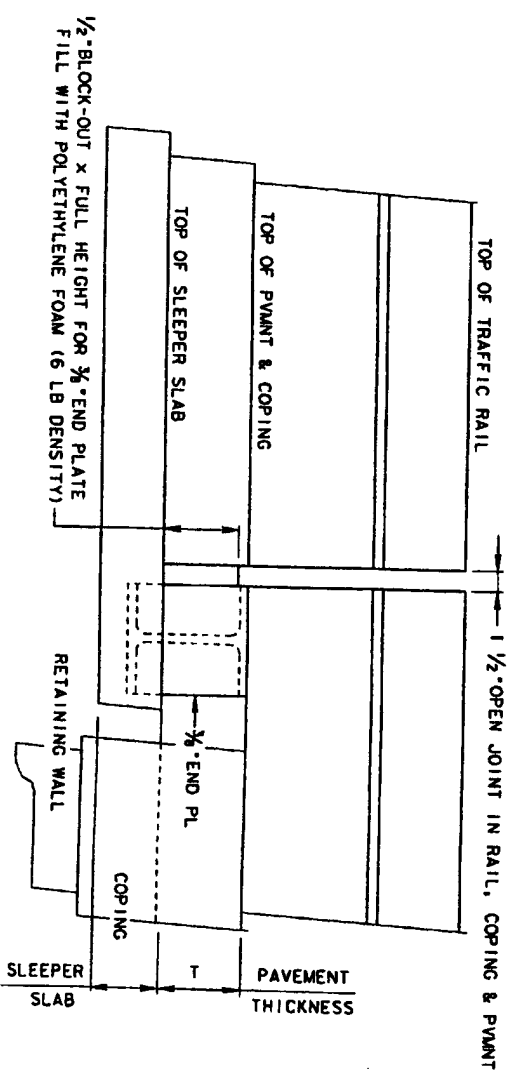 1 1/2" OPEN JOINT IN RAIL, COPING & PVMNT
TOP OF TRAFFIC RAIL
TOP OF PVMNT & COPING
TOP OF SLEEPER SLAB
1/2" BLOCK-OUT x FULL HEIGHT FOR 3/8" END PLATE
FILL WITH POLYETHYLENE FOAM (6 LB DENSITY)
3/8" END PL
RETAINING WALL
COPING
SLEEPER
SLAB
T
PAVEMENT
THICKNESS